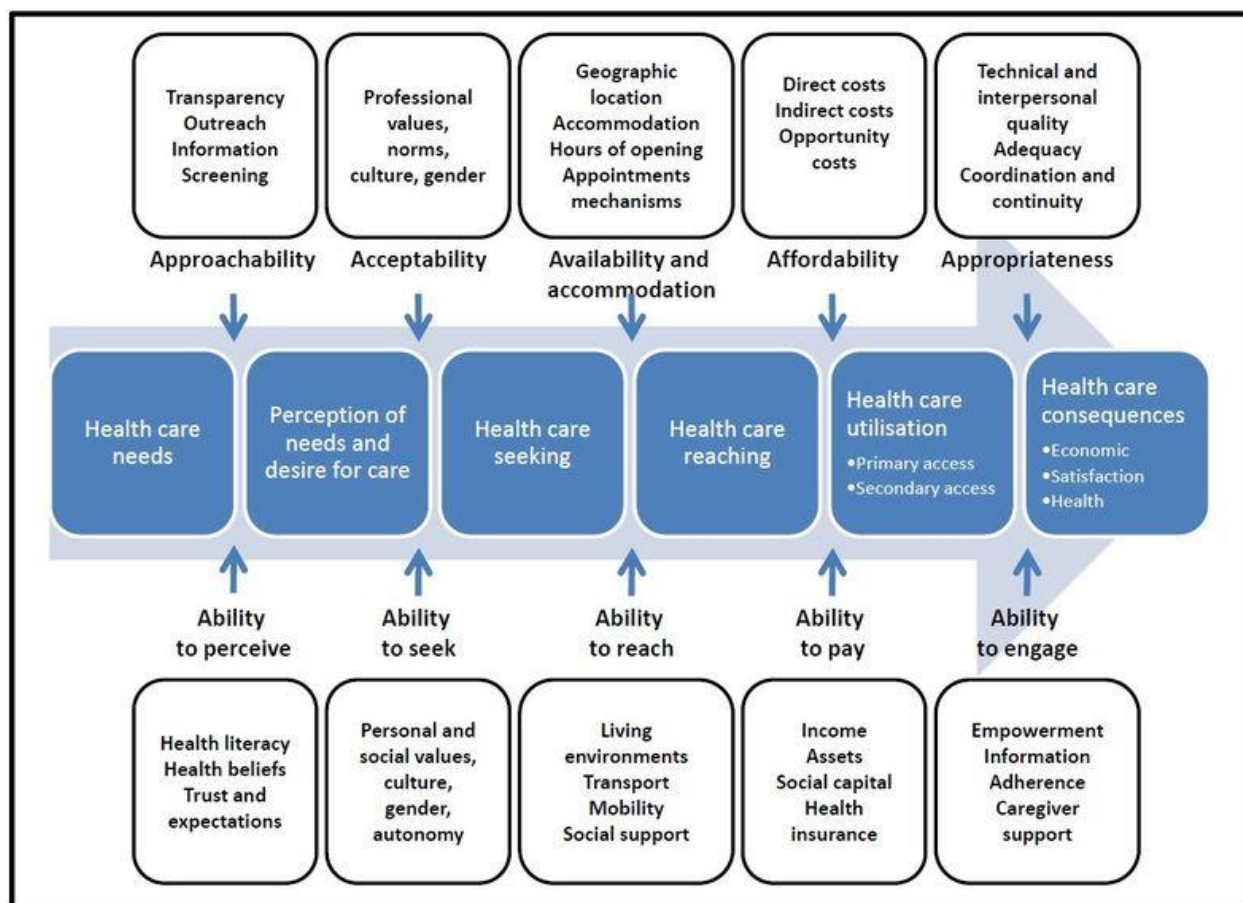 Transparency
Outreach
Information
Screening
Professional
values,
norms,
culture, gender
Geographic
location
Accommodation
Hours of opening
Appointments
mechanisms
Direct costs
Indirect costs
Opportunity
costs
Technical and
interpersonal
quality
Adequacy
Coordination and
continuity
Approachability
Acceptability
Availability and
accommodation
Affordability
Appropriateness
Health care
needs
Perception of
needs and
desire for care
Health care
seeking
Health care
reaching
Health care
utilisation
•Primary access
•Secondary access
Health care
consequences
•Economic
•Satisfaction
•Health
Ability
to perceive
Ability
to seek
Ability
to reach
Ability
to pay
Ability
to engage
Health literacy
Health beliefs
Trust and
expectations
Personal and
social values,
culture,
gender,
autonomy
Living
environments
Transport
Mobility
Social support
Income
Assets
Social capital
Health
insurance
Empowerment
Information
Adherence
Caregiver
support